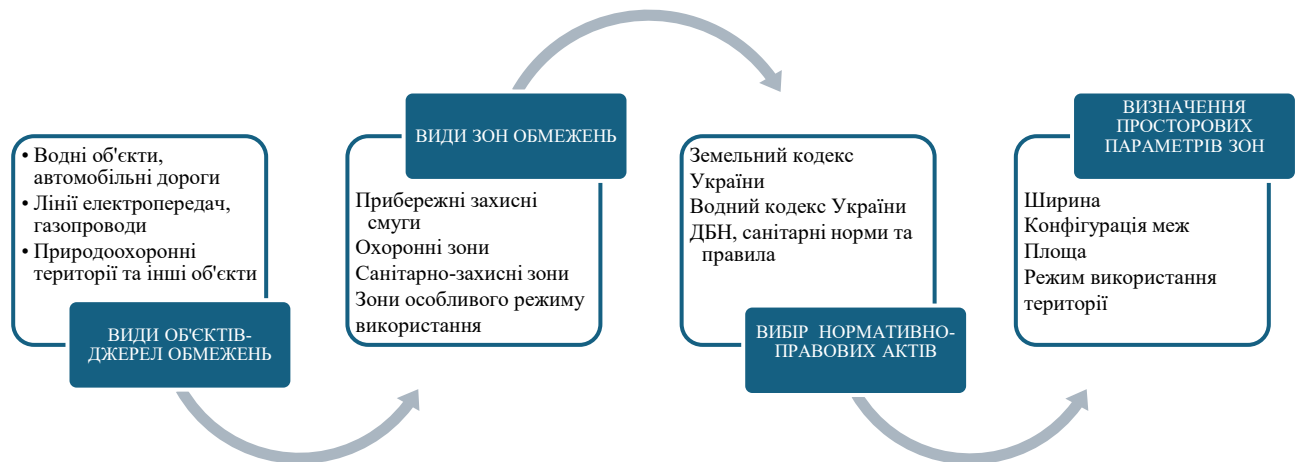 • Водні об'єкти,
автомобільні дороги
• Лінії електропередач,
газопроводи
• Природоохоронні
території та інші об'єкти
ВИДИ ОБ'ЄКТІВ-
ДЖЕРЕЛ ОБМЕЖЕНЬ
ВИДИ ЗОН ОБМЕЖЕНЬ
Прибережні захисні
смуги
Охоронні зони
Санітарно-захисні зони
Зони особливого режиму
використання
Земельний кодекс
України
Водний кодекс України
ДБН, санітарні норми та
правила
ВИБІР НОРМАТИВНО-
ПРАВОВИХ АКТІВ
ВИЗНАЧЕННЯ
ПРОСТОРОВИХ
ПАРАМЕТРІВ ЗОН
Ширина
Конфігурація меж
Площа
Режим використання
території